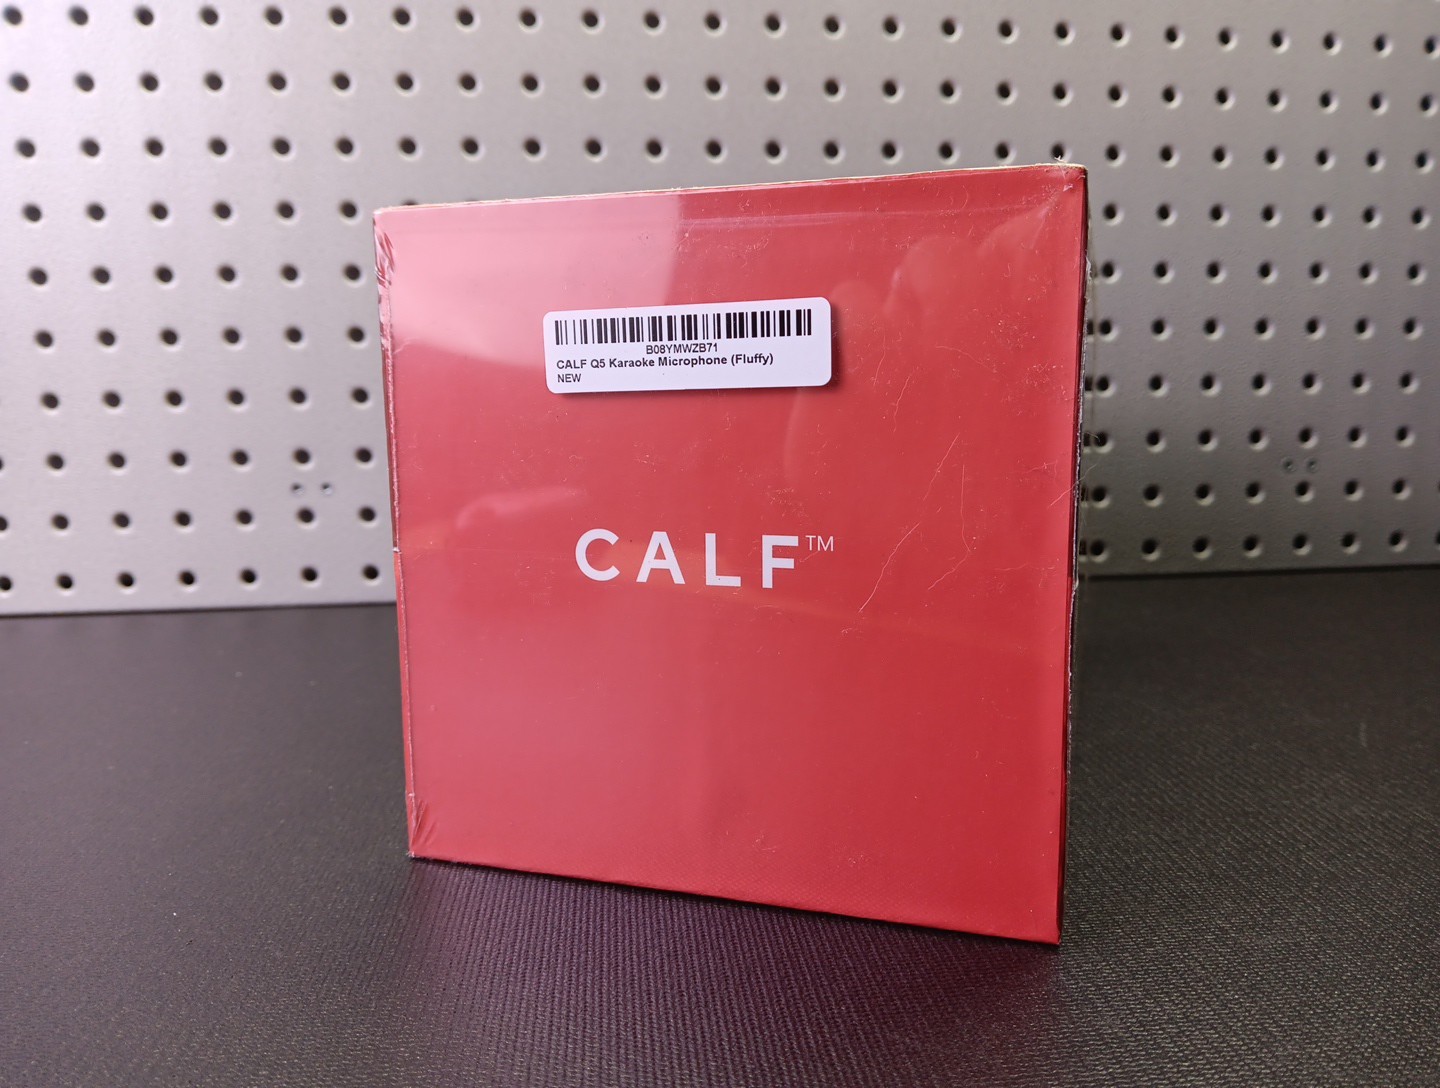 B08YMWZB71
CALF Q5 Karaoke Microphone (Fluffy)
NEW
CALF™